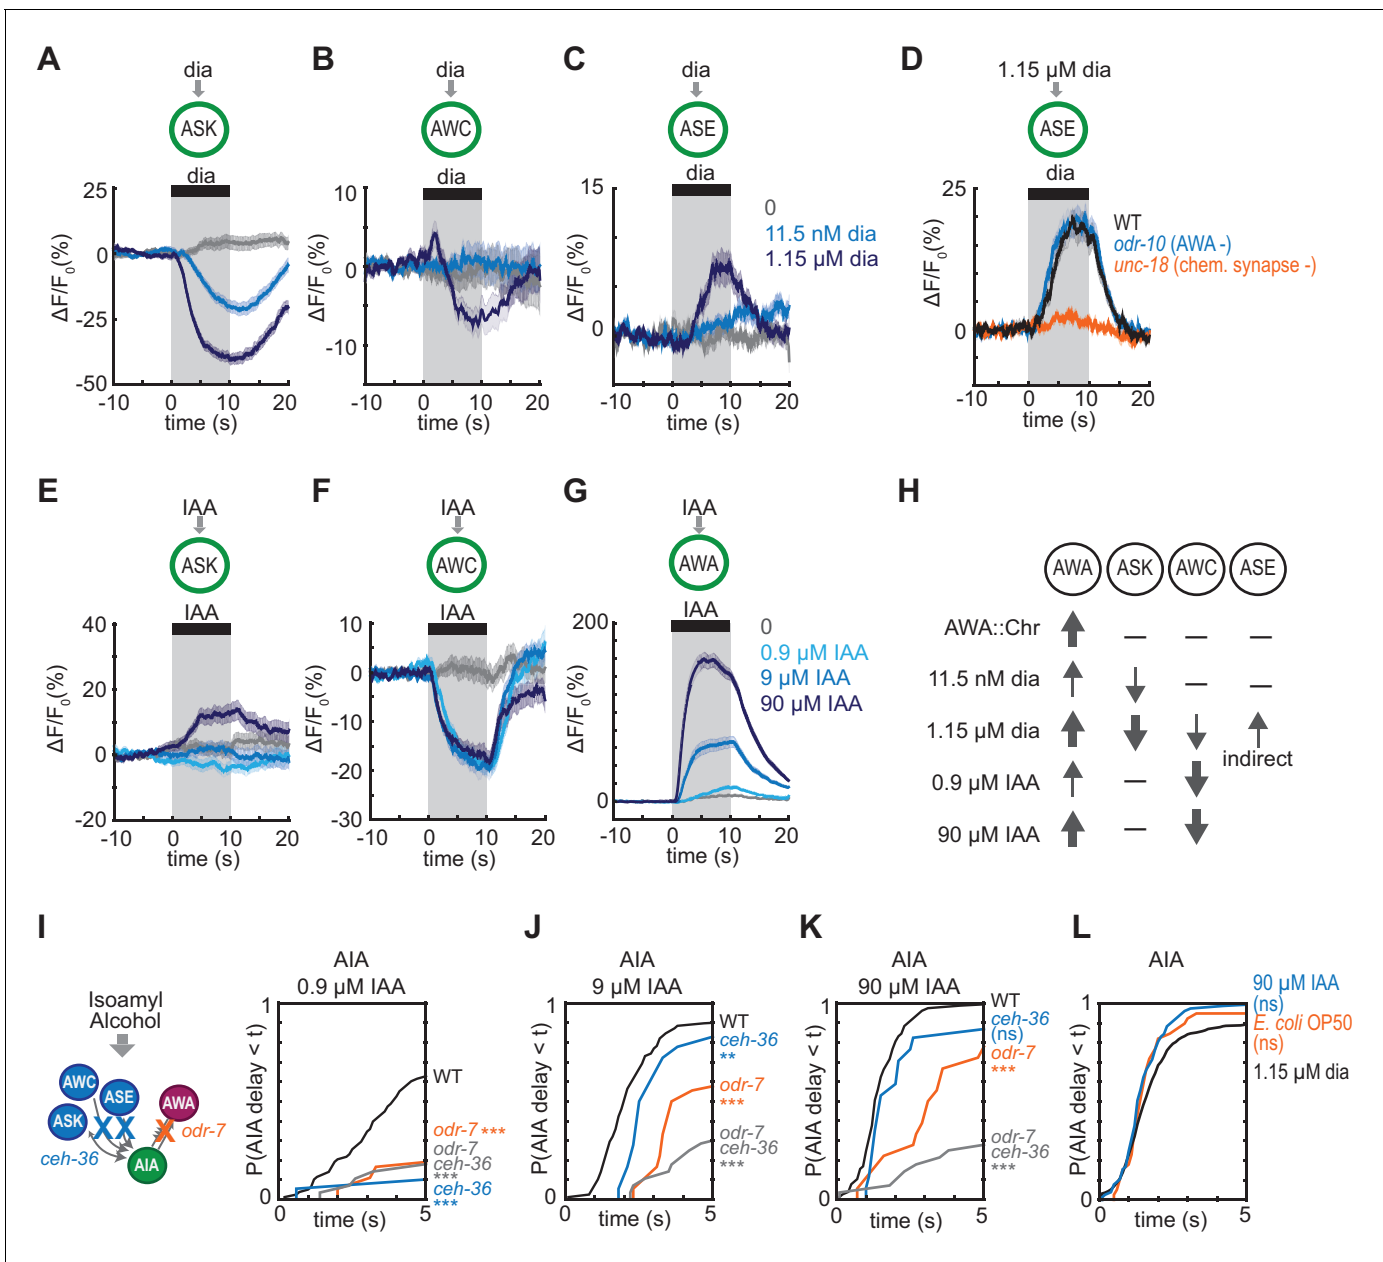 A
dia
ASK
dia
25
0
-25
-50
ΔF/F0(%)
-10 0 10 20
time (s)
B
dia
AWC
dia
10
0
-10
ΔF/F0(%)
-10 0 10 20
time (s)
C
dia
ASE
dia
15
0
ΔF/F0(%)
0
11.5 nM dia
1.15 µM dia
-10 0 10 20
time (s)
D
1.15 µM dia
ASE
dia
25
0
ΔF/F0(%)
WT
odr-10 (AWA -)
unc-18 (chem. synapse -)
-10 0 10 20
time (s)
E
IAA
ASK
IAA
40
20
0
-20
ΔF/F0(%)
-10 0 10 20
time (s)
F
IAA
AWC
IAA
10
0
-10
-20
-30
ΔF/F0(%)
-10 0 10 20
time (s)
G
IAA
AWA
IAA
200
0
ΔF/F0(%)
0
0.9 µM IAA
9 µM IAA
90 µM IAA
-10 0 10 20
time (s)
H
AWA ASK AWC ASE
AWA::Chr — — —
11.5 nM dia — —
1.15 µM dia
indirect
0.9 µM IAA —
90 µM IAA —
I
Isoamyl
Alcohol
AWC
ASE
AWA
ASK
X X X
odr-7
ceh-36
AIA
AIA
0.9 µM IAA
1
0
P(AIA delay < t)
WT
odr-7 ***
odr-7
ceh-36
***
ceh-36
***
0 5
time (s)
J
AIA
9 µM IAA
1
0
P(AIA delay < t)
WT
ceh-36
**
odr-7
***
odr-7
ceh-36
***
0 5
time (s)
K
AIA
90 µM IAA
1
0
P(AIA delay < t)
WT
ceh-36
(ns)
odr-7
***
odr-7
ceh-36
***
0 5
time (s)
L
AIA
1
0
P(AIA delay < t)
90 µM IAA
(ns)
E. coli OP50
(ns)
1.15 µM dia
0 5
time (s)